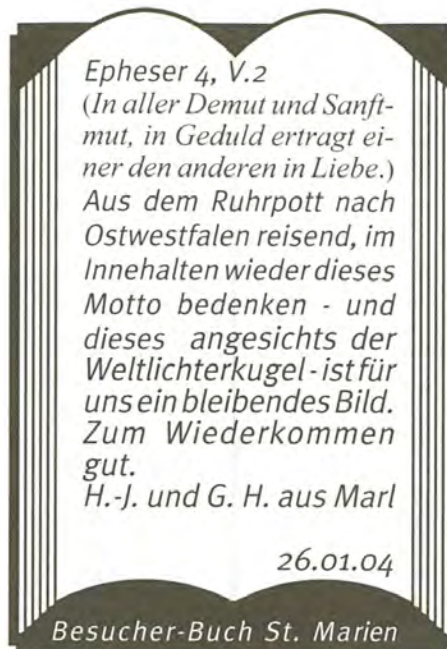 Epheser 4, V.2
(In aller Demut und Sanft-
mut, in Geduld ertragt ei-
ner den anderen in Liebe.)
Aus dem Ruhrpott nach
Ostwestfalen reisend, im
Innehalten wieder dieses
Motto bedenken - und
dieses angesichts der
Weltlichterkugel - ist für
uns ein bleibendes Bild.
Zum Wiederkommen
gut.
H.-J. und G. H. aus Marl
26.01.04
Besucher-Buch St. Marien